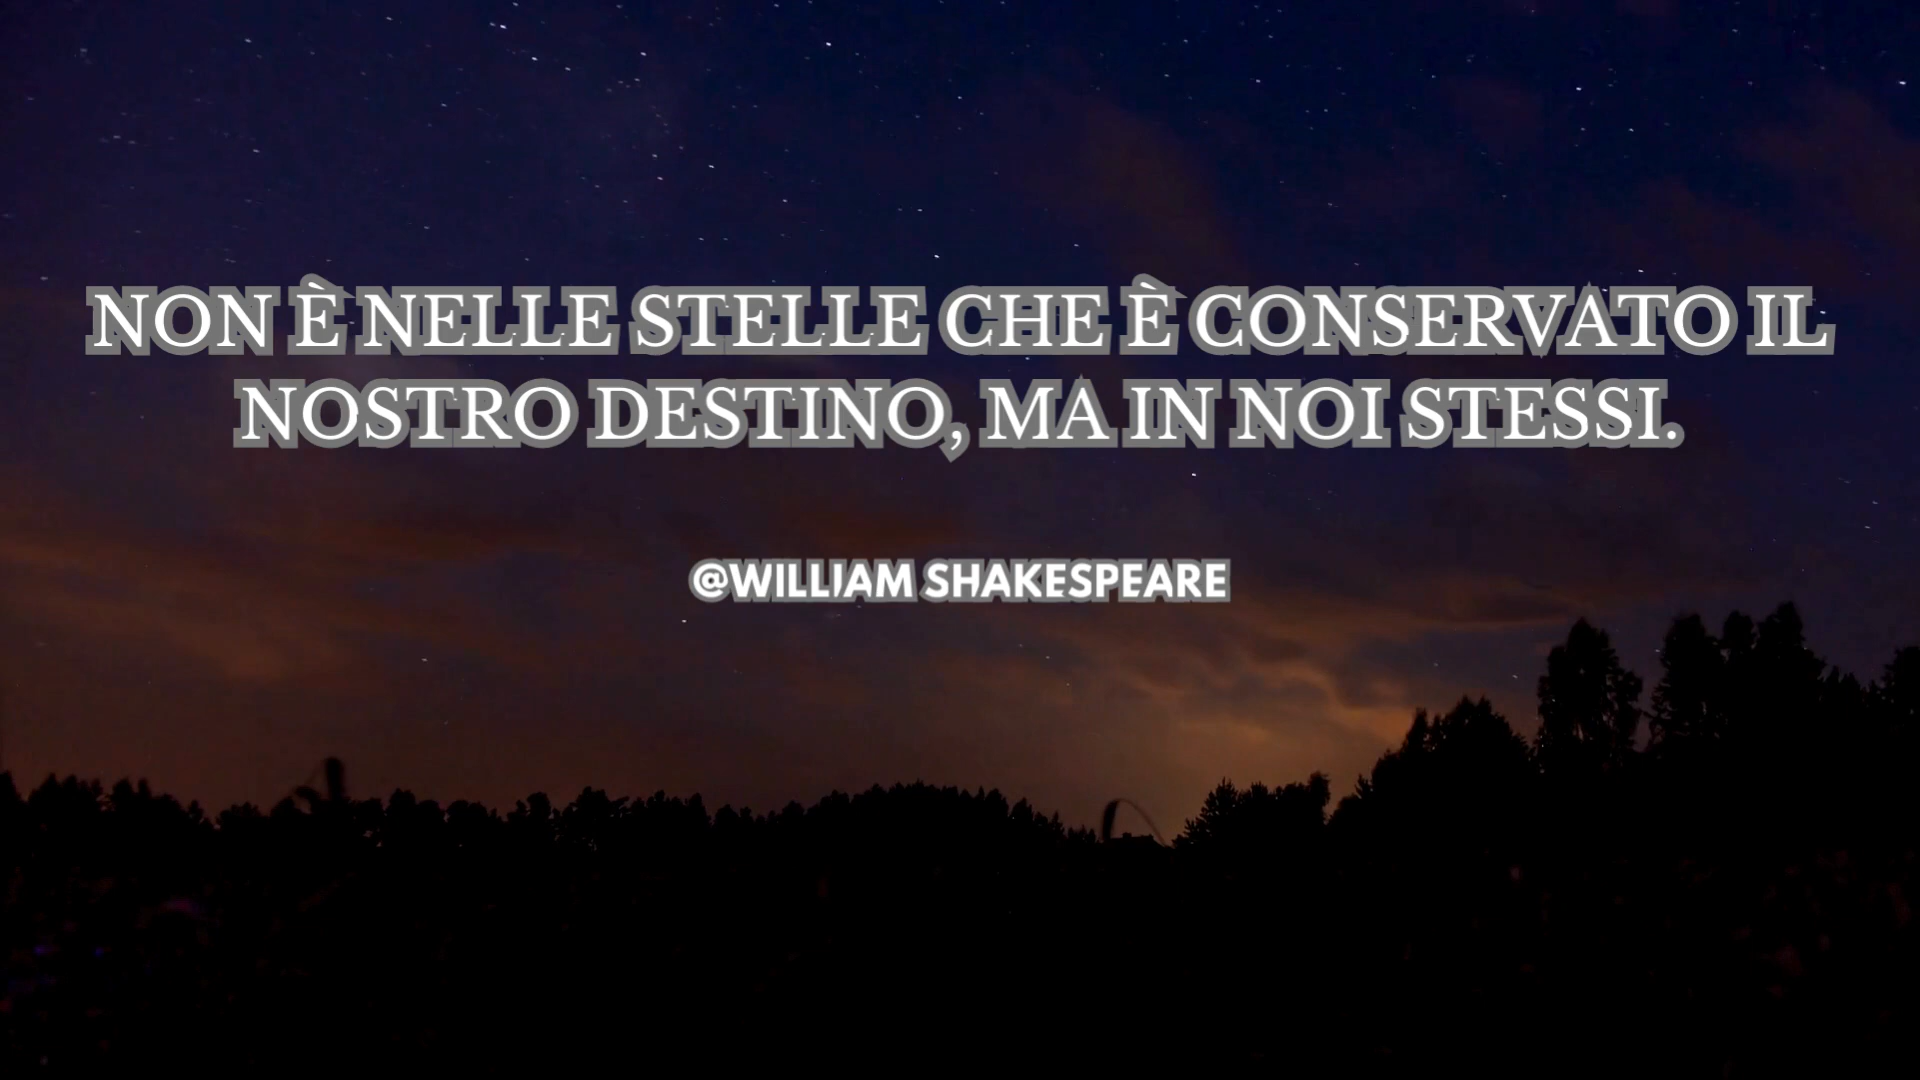 NON È NELLE STELLE CHE È CONSERVATO IL
NOSTRO DESTINO, MA IN NOI STESSI.
@WILLIAM SHAKESPEARE